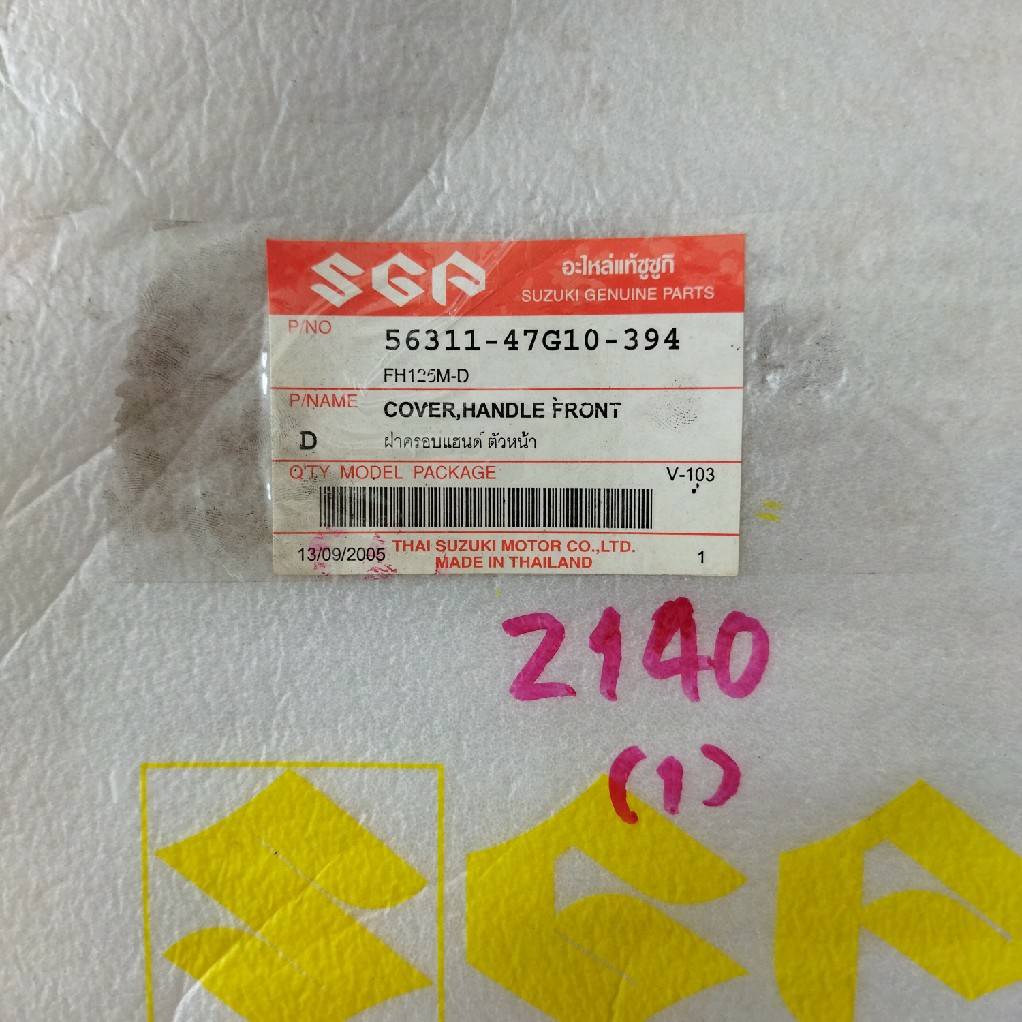 SGP อะไหล่แท้ซูซูกิ
SUZUKI GENUINE PARTS
P/NO 56311-47G10-394
FH125M-D
P/NAME COVER,HANDLE FRONT
D ฝาครอบแฮนด์ ตัวหน้า
Q'TY MODEL PACKAGE V-103
13/09/2005 THAI SUZUKI MOTOR CO.,LTD.
MADE IN THAILAND 1
2140
(1)
SGP